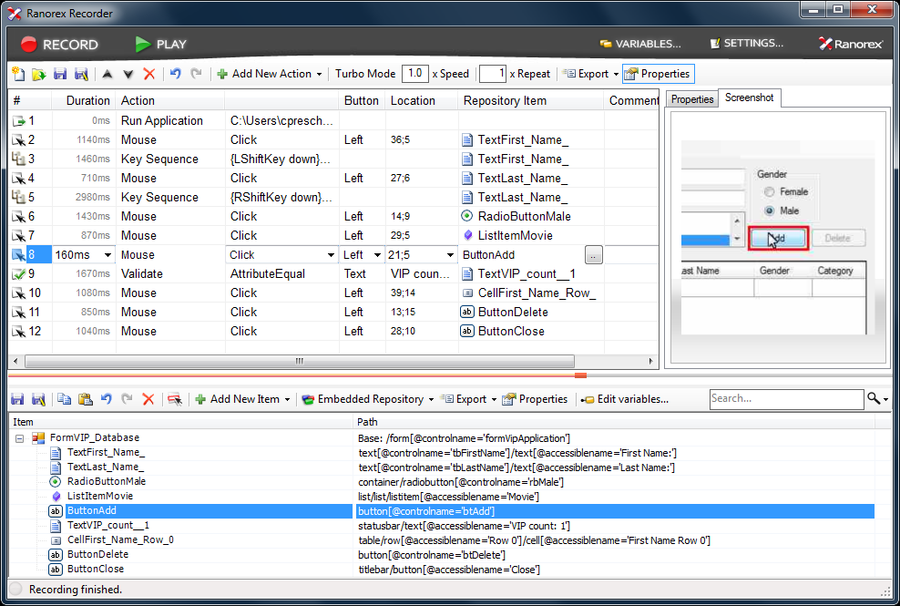 Ranorex Recorder
RECORD PLAY VARIABLES... SETTINGS... Ranorex
Add New Action Turbo Mode 1.0 x Speed 1 x Repeat Export Properties
# Duration Action Button Location Repository Item Comment
1 0ms Run Application C:\Users\cpresch...
2 1140ms Mouse Click Left 36;5 TextFirst_Name_
3 1460ms Key Sequence {LShiftKey down}... TextFirst_Name_
4 710ms Mouse Click Left 27;6 TextLast_Name_
5 2980ms Key Sequence {RShiftKey down}... TextLast_Name_
6 1430ms Mouse Click Left 14;9 RadioButtonMale
7 870ms Mouse Click Left 29;5 ListItemMovie
8 160ms Mouse Click Left 21;5 ButtonAdd ..
9 1670ms Validate AttributeEqual Text VIP coun... TextVIP_count__1
10 1080ms Mouse Click Left 39;14 CellFirst_Name_Row_
11 850ms Mouse Click Left 13;15 ButtonDelete
12 1040ms Mouse Click Left 28;10 ButtonClose
Properties Screenshot
Gender
Female
Male
Add Delete
ast Name Gender Category
Add New Item Embedded Repository Export Properties Edit variables... Search...
Item Path
FormVIP_Database Base: /form[@controlname='formVipApplication']
TextFirst_Name_ text[@controlname='tbFirstName']/text[@accessiblename='First Name:']
TextLast_Name_ text[@controlname='tbLastName']/text[@accessiblename='Last Name:']
RadioButtonMale container/radiobutton[@controlname='rbMale']
ListItemMovie list/list/listitem[@accessiblename='Movie']
ButtonAdd button[@controlname='btAdd']
TextVIP_count__1 statusbar/text[@accessiblename='VIP count: 1']
CellFirst_Name_Row_0 table/row[@accessiblename='Row 0']/cell[@accessiblename='First Name Row 0']
ButtonDelete button[@controlname='btDelete']
ButtonClose titlebar/button[@accessiblename='Close']
Recording finished.